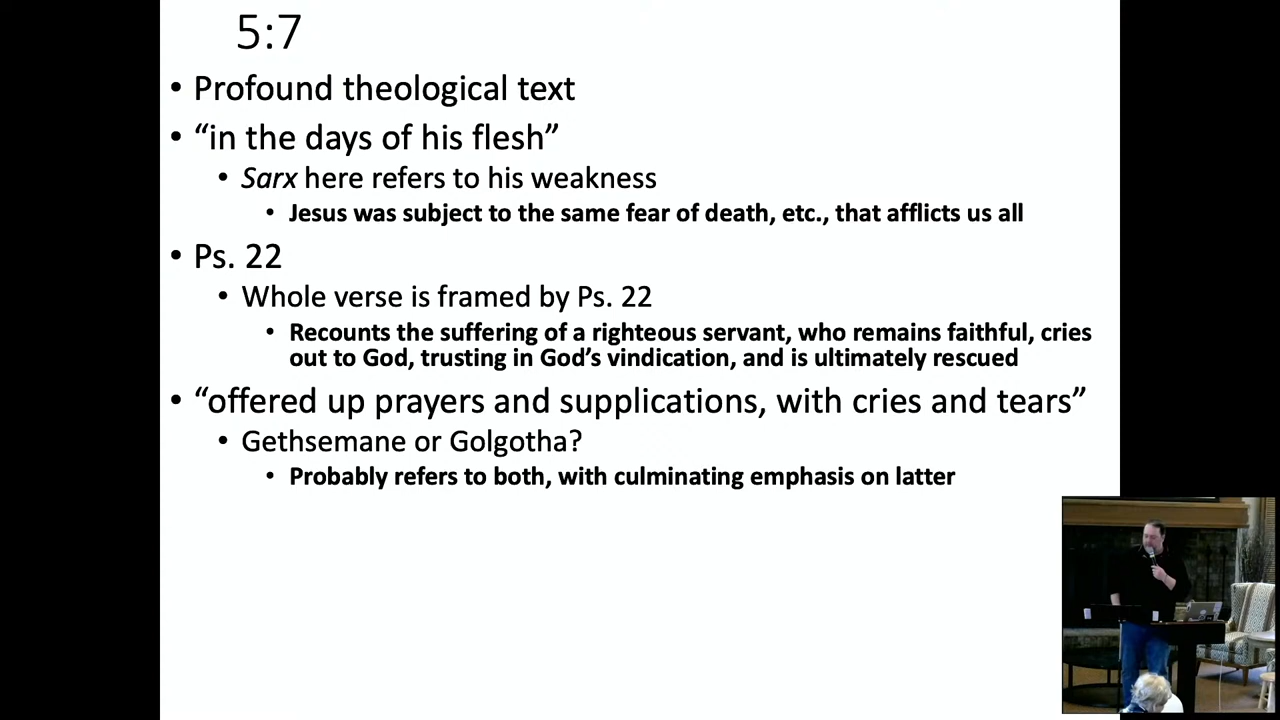 5:7
• Profound theological text
• “in the days of his flesh”
• Sarx here refers to his weakness
• Jesus was subject to the same fear of death, etc., that afflicts us all
• Ps. 22
• Whole verse is framed by Ps. 22
• Recounts the suffering of a righteous servant, who remains faithful, cries
out to God, trusting in God’s vindication, and is ultimately rescued
• “offered up prayers and supplications, with cries and tears”
• Gethsemane or Golgotha?
• Probably refers to both, with culminating emphasis on latter